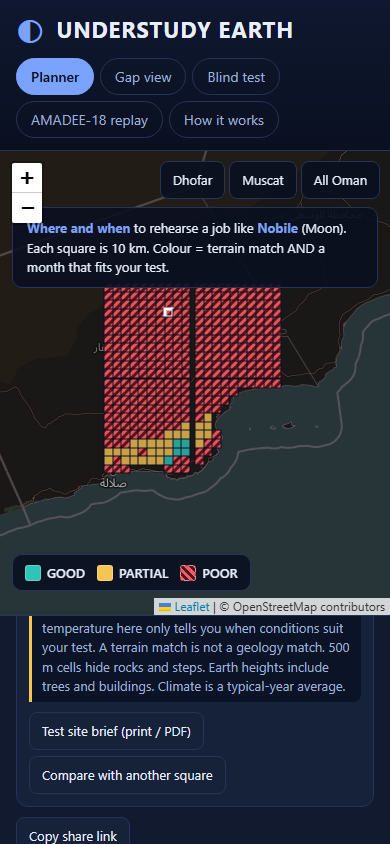 UNDERSTUDY EARTH
Planner
Gap view
Blind test
AMADEE-18 replay
How it works
+
−
Dhofar
Muscat
All Oman
Where and when to rehearse a job like Nobile (Moon).
Each square is 10 km. Colour = terrain match AND a
month that fits your test.
صلالة
GOOD
PARTIAL
POOR
Leaflet | © OpenStreetMap contributors
temperature here only tells you when conditions suit
your test. A terrain match is not a geology match. 500
m cells hide rocks and steps. Earth heights include
trees and buildings. Climate is a typical-year average.
Test site brief (print / PDF)
Compare with another square
Copy share link